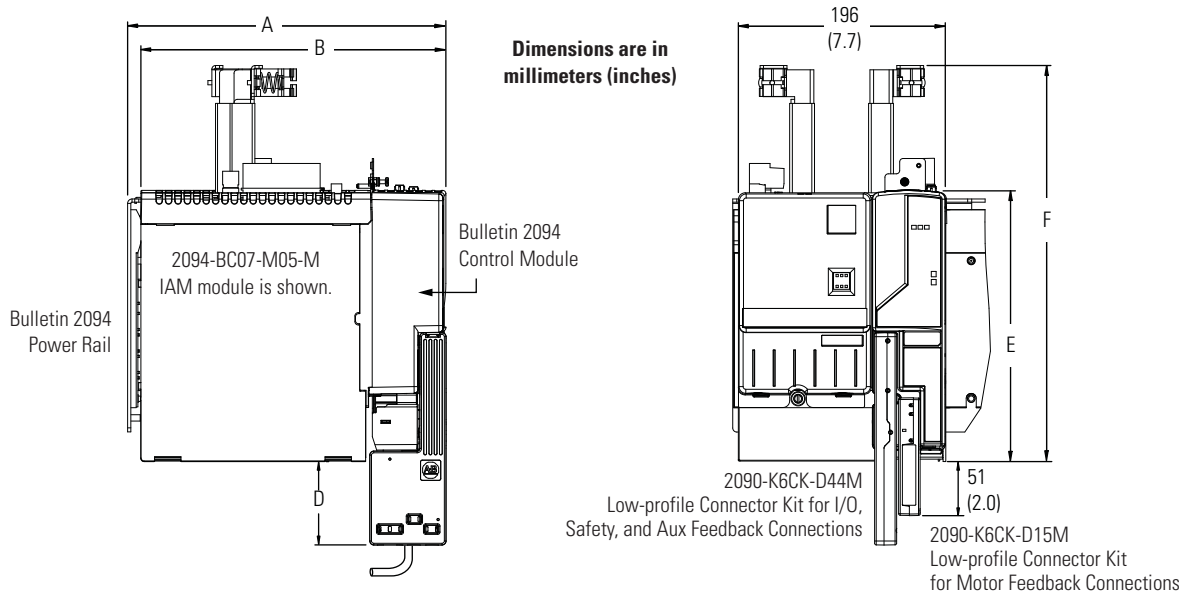 A
B
Dimensions are in
millimeters (inches)
196
(7.7)
F
2094-BC07-M05-M
IAM module is shown.
Bulletin 2094
Control Module
Bulletin 2094
Power Rail
E
D
AB
2090-K6CK-D44M
Low-profile Connector Kit for I/O,
Safety, and Aux Feedback Connections
51
(2.0)
2090-K6CK-D15M
Low-profile Connector Kit
for Motor Feedback Connections